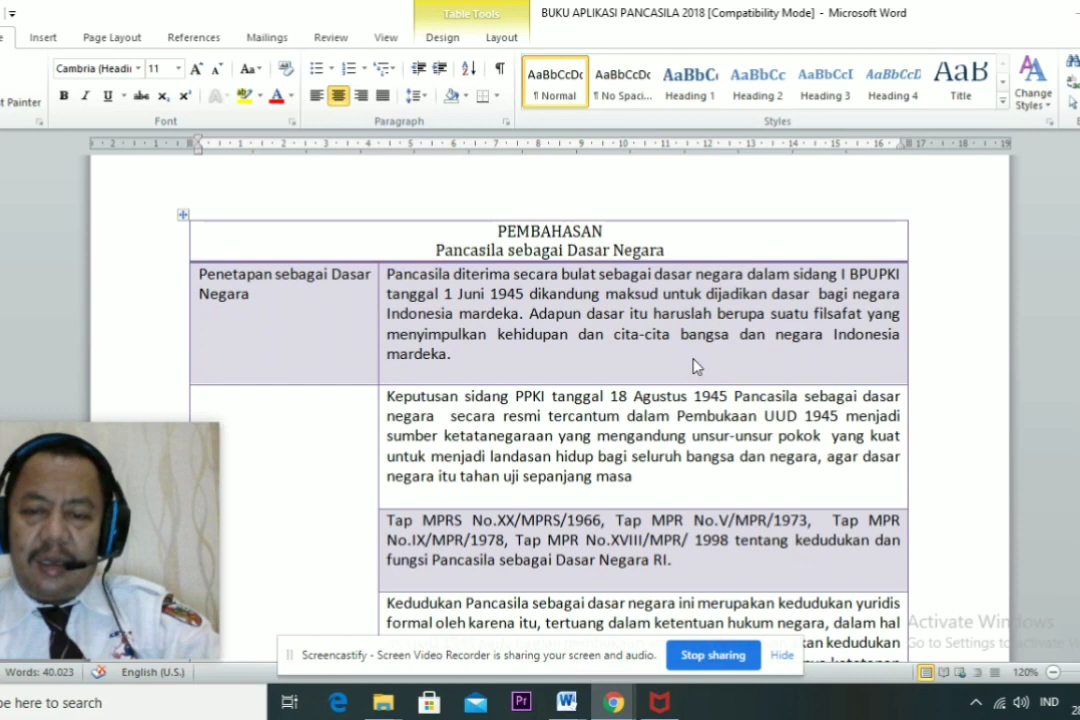 BUKU APLIKASI PANCASILA 2018 [Compatibility Mode] - Microsoft Word
Table Tools
Insert Page Layout References Mailings Review View Design Layout
Cambria (Headi 11
Painter
AaBbCcDc AaBbCcDc AaBbC AaBbCc AaBbCcI AaBbCcD AaB
¶ Normal ¶ No Spaci... Heading 1 Heading 2 Heading 3 Heading 4 Title
Change
Styles
Font Paragraph Styles
PEMBAHASAN
Pancasila sebagai Dasar Negara
Penetapan sebagai Dasar
Negara
Pancasila diterima secara bulat sebagai dasar negara dalam sidang I BPUPKI
tanggal 1 Juni 1945 dikandung maksud untuk dijadikan dasar bagi negara
Indonesia mardeka. Adapun dasar itu haruslah berupa suatu filsafat yang
menyimpulkan kehidupan dan cita-cita bangsa dan negara Indonesia
mardeka.
Keputusan sidang PPKI tanggal 18 Agustus 1945 Pancasila sebagai dasar
negara secara resmi tercantum dalam Pembukaan UUD 1945 menjadi
sumber ketatanegaraan yang mengandung unsur-unsur pokok yang kuat
untuk menjadi landasan hidup bagi seluruh bangsa dan negara, agar dasar
negara itu tahan uji sepanjang masa
Tap MPRS No.XX/MPRS/1966, Tap MPR No.V/MPR/1973, Tap MPR
No.IX/MPR/1978, Tap MPR No.XVIII/MPR/ 1998 tentang kedudukan dan
fungsi Pancasila sebagai Dasar Negara RI.
Kedudukan Pancasila sebagai dasar negara ini merupakan kedudukan yuridis
formal oleh karena itu, tertuang dalam ketentuan hukum negara, dalam hal
kan kedudukan
Activate Windows
Go to Settings to activate W
Screencastify - Screen Video Recorder is sharing your screen and audio. Stop sharing Hide
Words: 40.023 English (U.S.) 120%
pe here to search
IND